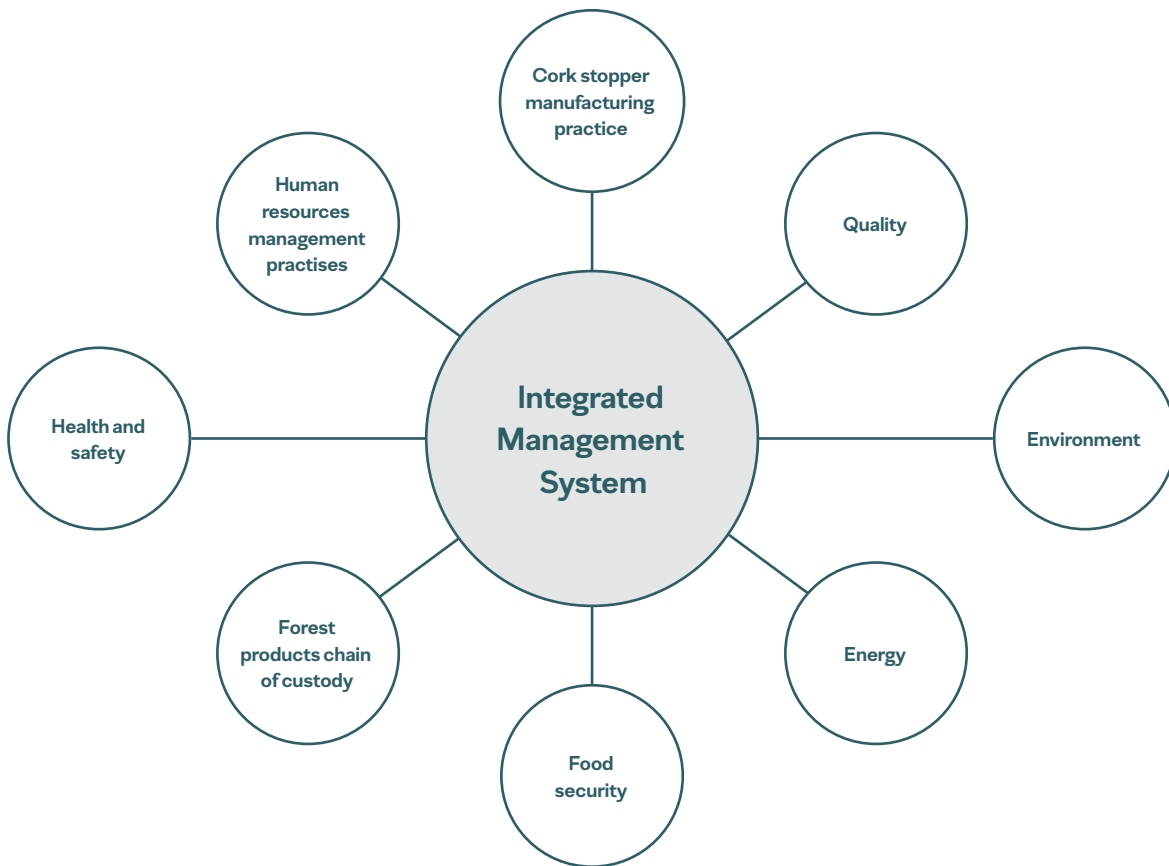 Cork stopper
manufacturing
practice
Human
resources
management
practises
Quality
Integrated
Management
System
Health and
safety
Environment
Forest
products chain
of custody
Energy
Food
security